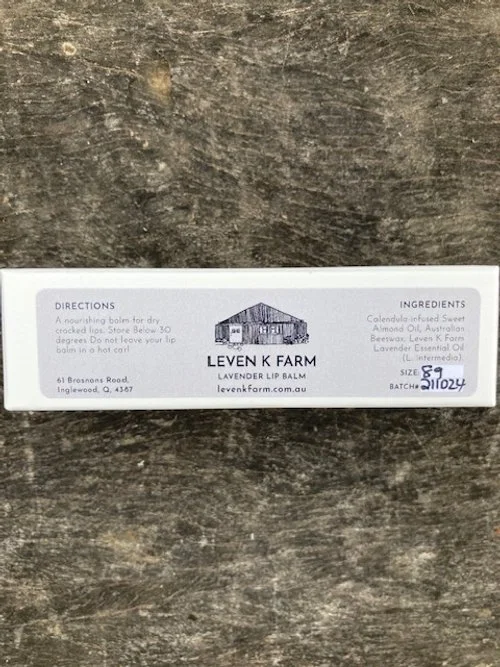 DIRECTIONS
A nourishing balm for dry
cracked lips. Store Below 30
degrees Do not leave your lip
balm in a hot car!
61 Brosnans Road,
Inglewood, Q, 4387
LEVEN K FARM
LAVENDER LIP BALM
levenkfarm.com.au
INGREDIENTS
Calendula infused Sweet
Almond Oil, Australian
Beeswax, Leven K Farm
Lavender Essential Oil
(L. intermedia).
SIZE: 8g
BATCH# 211024